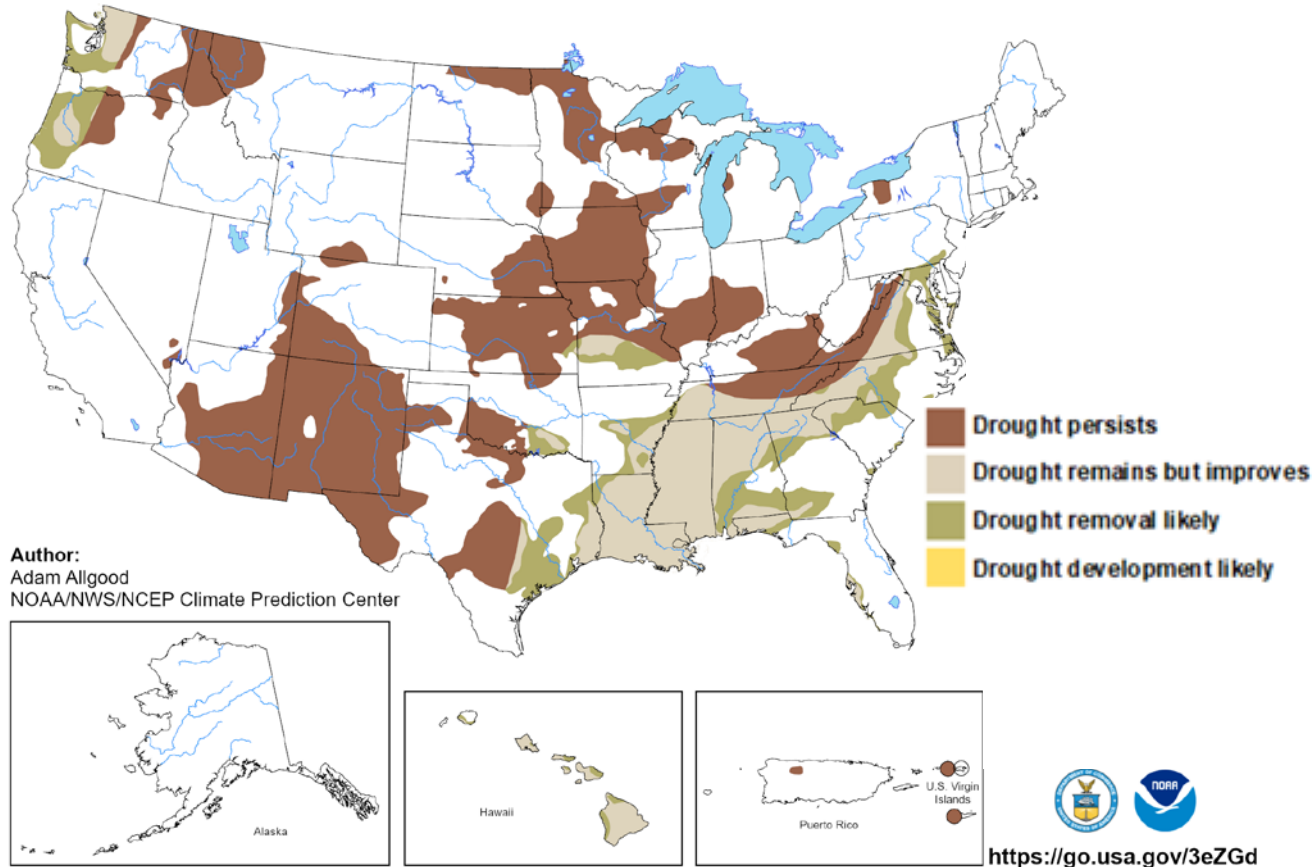 Drought persists
Drought remains but improves
Drought removal likely
Drought development likely
Author:
Adam Allgood
NOAA/NWS/NCEP Climate Prediction Center
Alaska
Hawaii
Puerto Rico
U.S. Virgin
Islands
NOAA
https://go.usa.gov/3eZGd